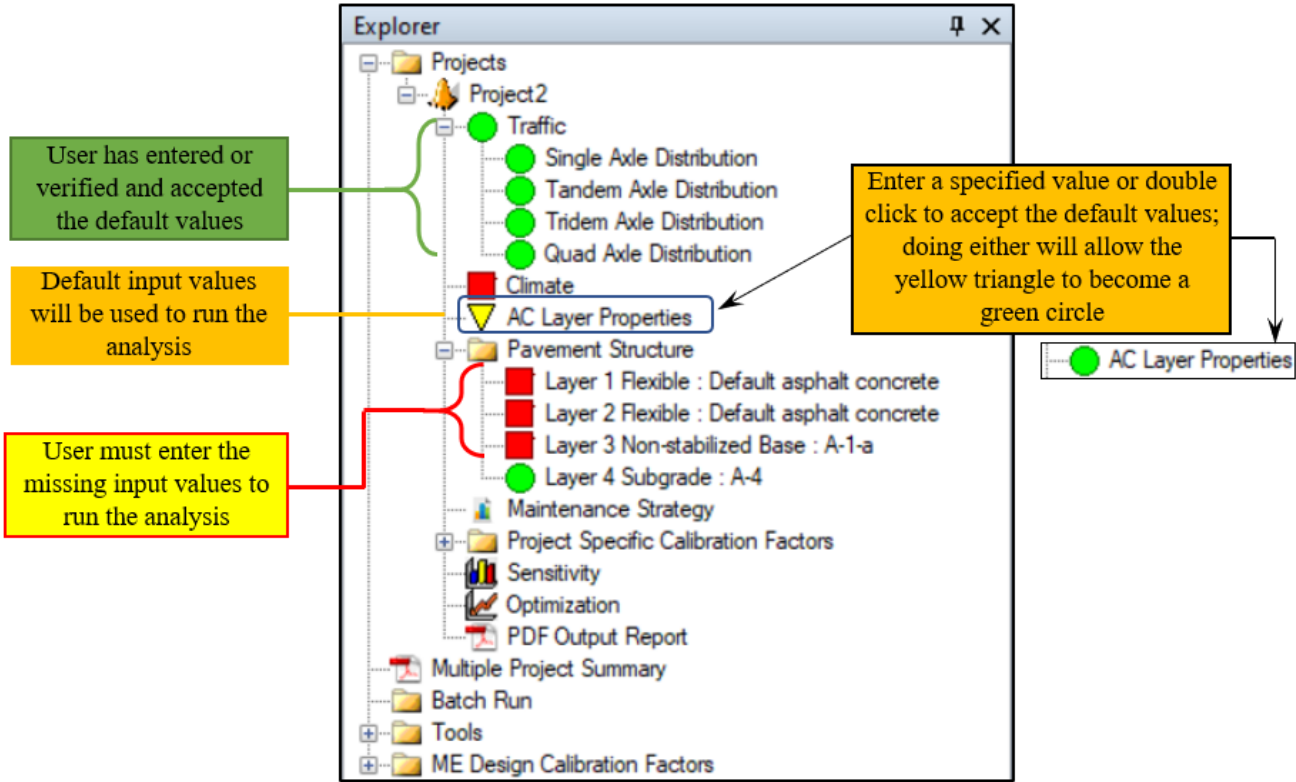 Explorer
Projects
Project2
Traffic
Single Axle Distribution
Tandem Axle Distribution
Tridem Axle Distribution
Quad Axle Distribution
Climate
AC Layer Properties
Pavement Structure
Layer 1 Flexible : Default asphalt concrete
Layer 2 Flexible : Default asphalt concrete
Layer 3 Non-stabilized Base : A-1-a
Layer 4 Subgrade : A-4
Maintenance Strategy
Project Specific Calibration Factors
Sensitivity
Optimization
PDF Output Report
Multiple Project Summary
Batch Run
Tools
ME Design Calibration Factors
User has entered or
verified and accepted
the default values
Default input values
will be used to run the
analysis
User must enter the
missing input values to
run the analysis
Enter a specified value or double
click to accept the default values;
doing either will allow the
yellow triangle to become a
green circle
AC Layer Properties